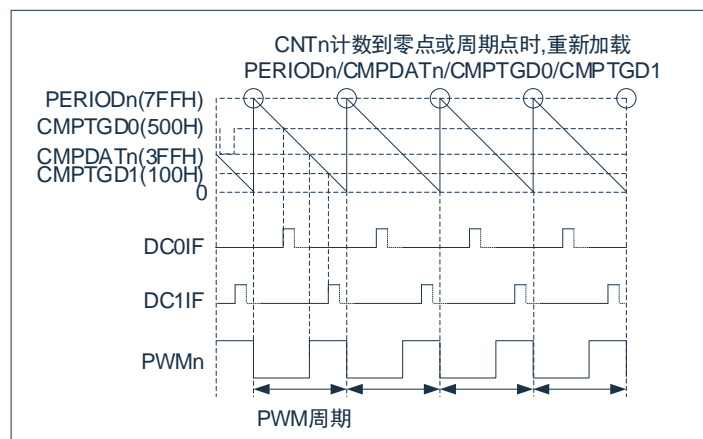 CNTn计数到零点或周期点时,重新加载
PERIODn/CMPDATn/CMPTGD0/CMPTGD1
PERIODn(7FFH)
CMPTGD0(500H)
CMPDATn(3FFH)
CMPTGD1(100H)
0
DC0IF
DC1IF
PWMn
PWM周期